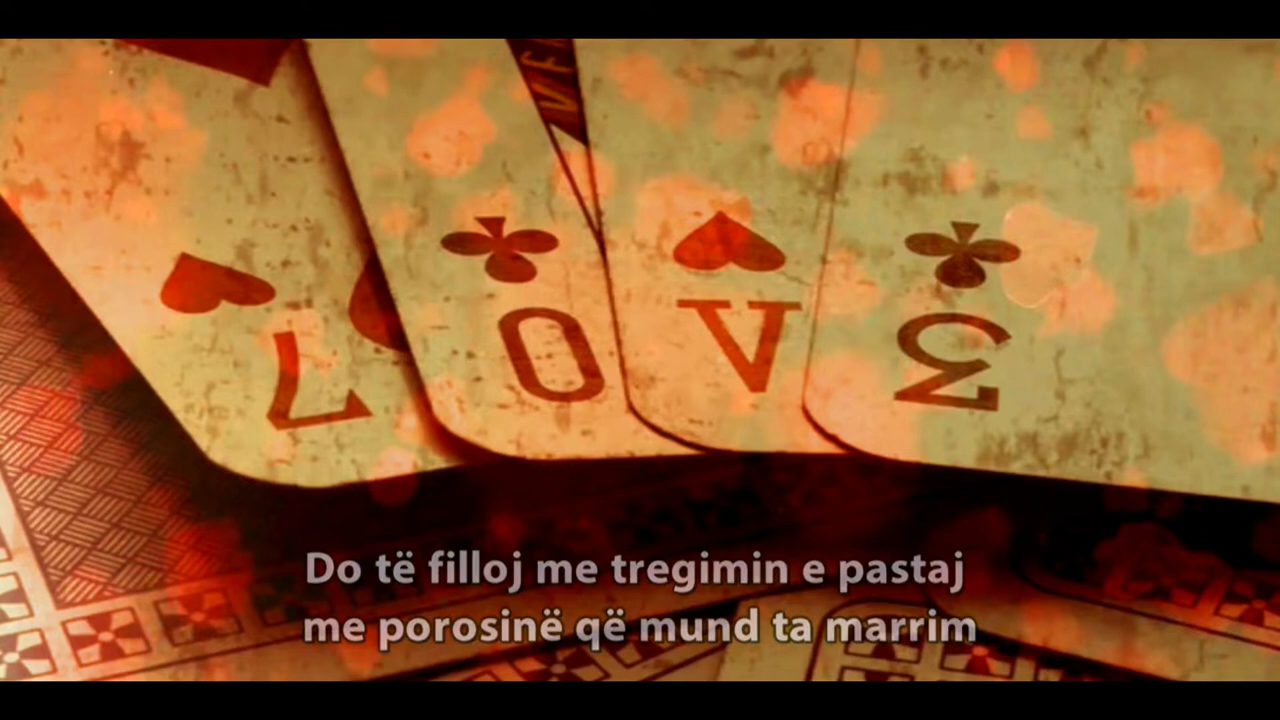 L O V E
Do të filloj me tregimin e pastaj
me porosinë që mund ta marrim